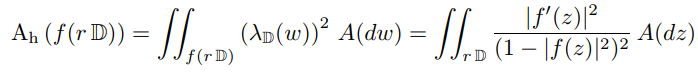 A_h (f(r 𝔻)) = ∬_{f(r 𝔻)} (λ_𝔻(w))² A(dw) = ∬_{r 𝔻} |f′(z)|² / (1 − |f(z)|²)² A(dz)